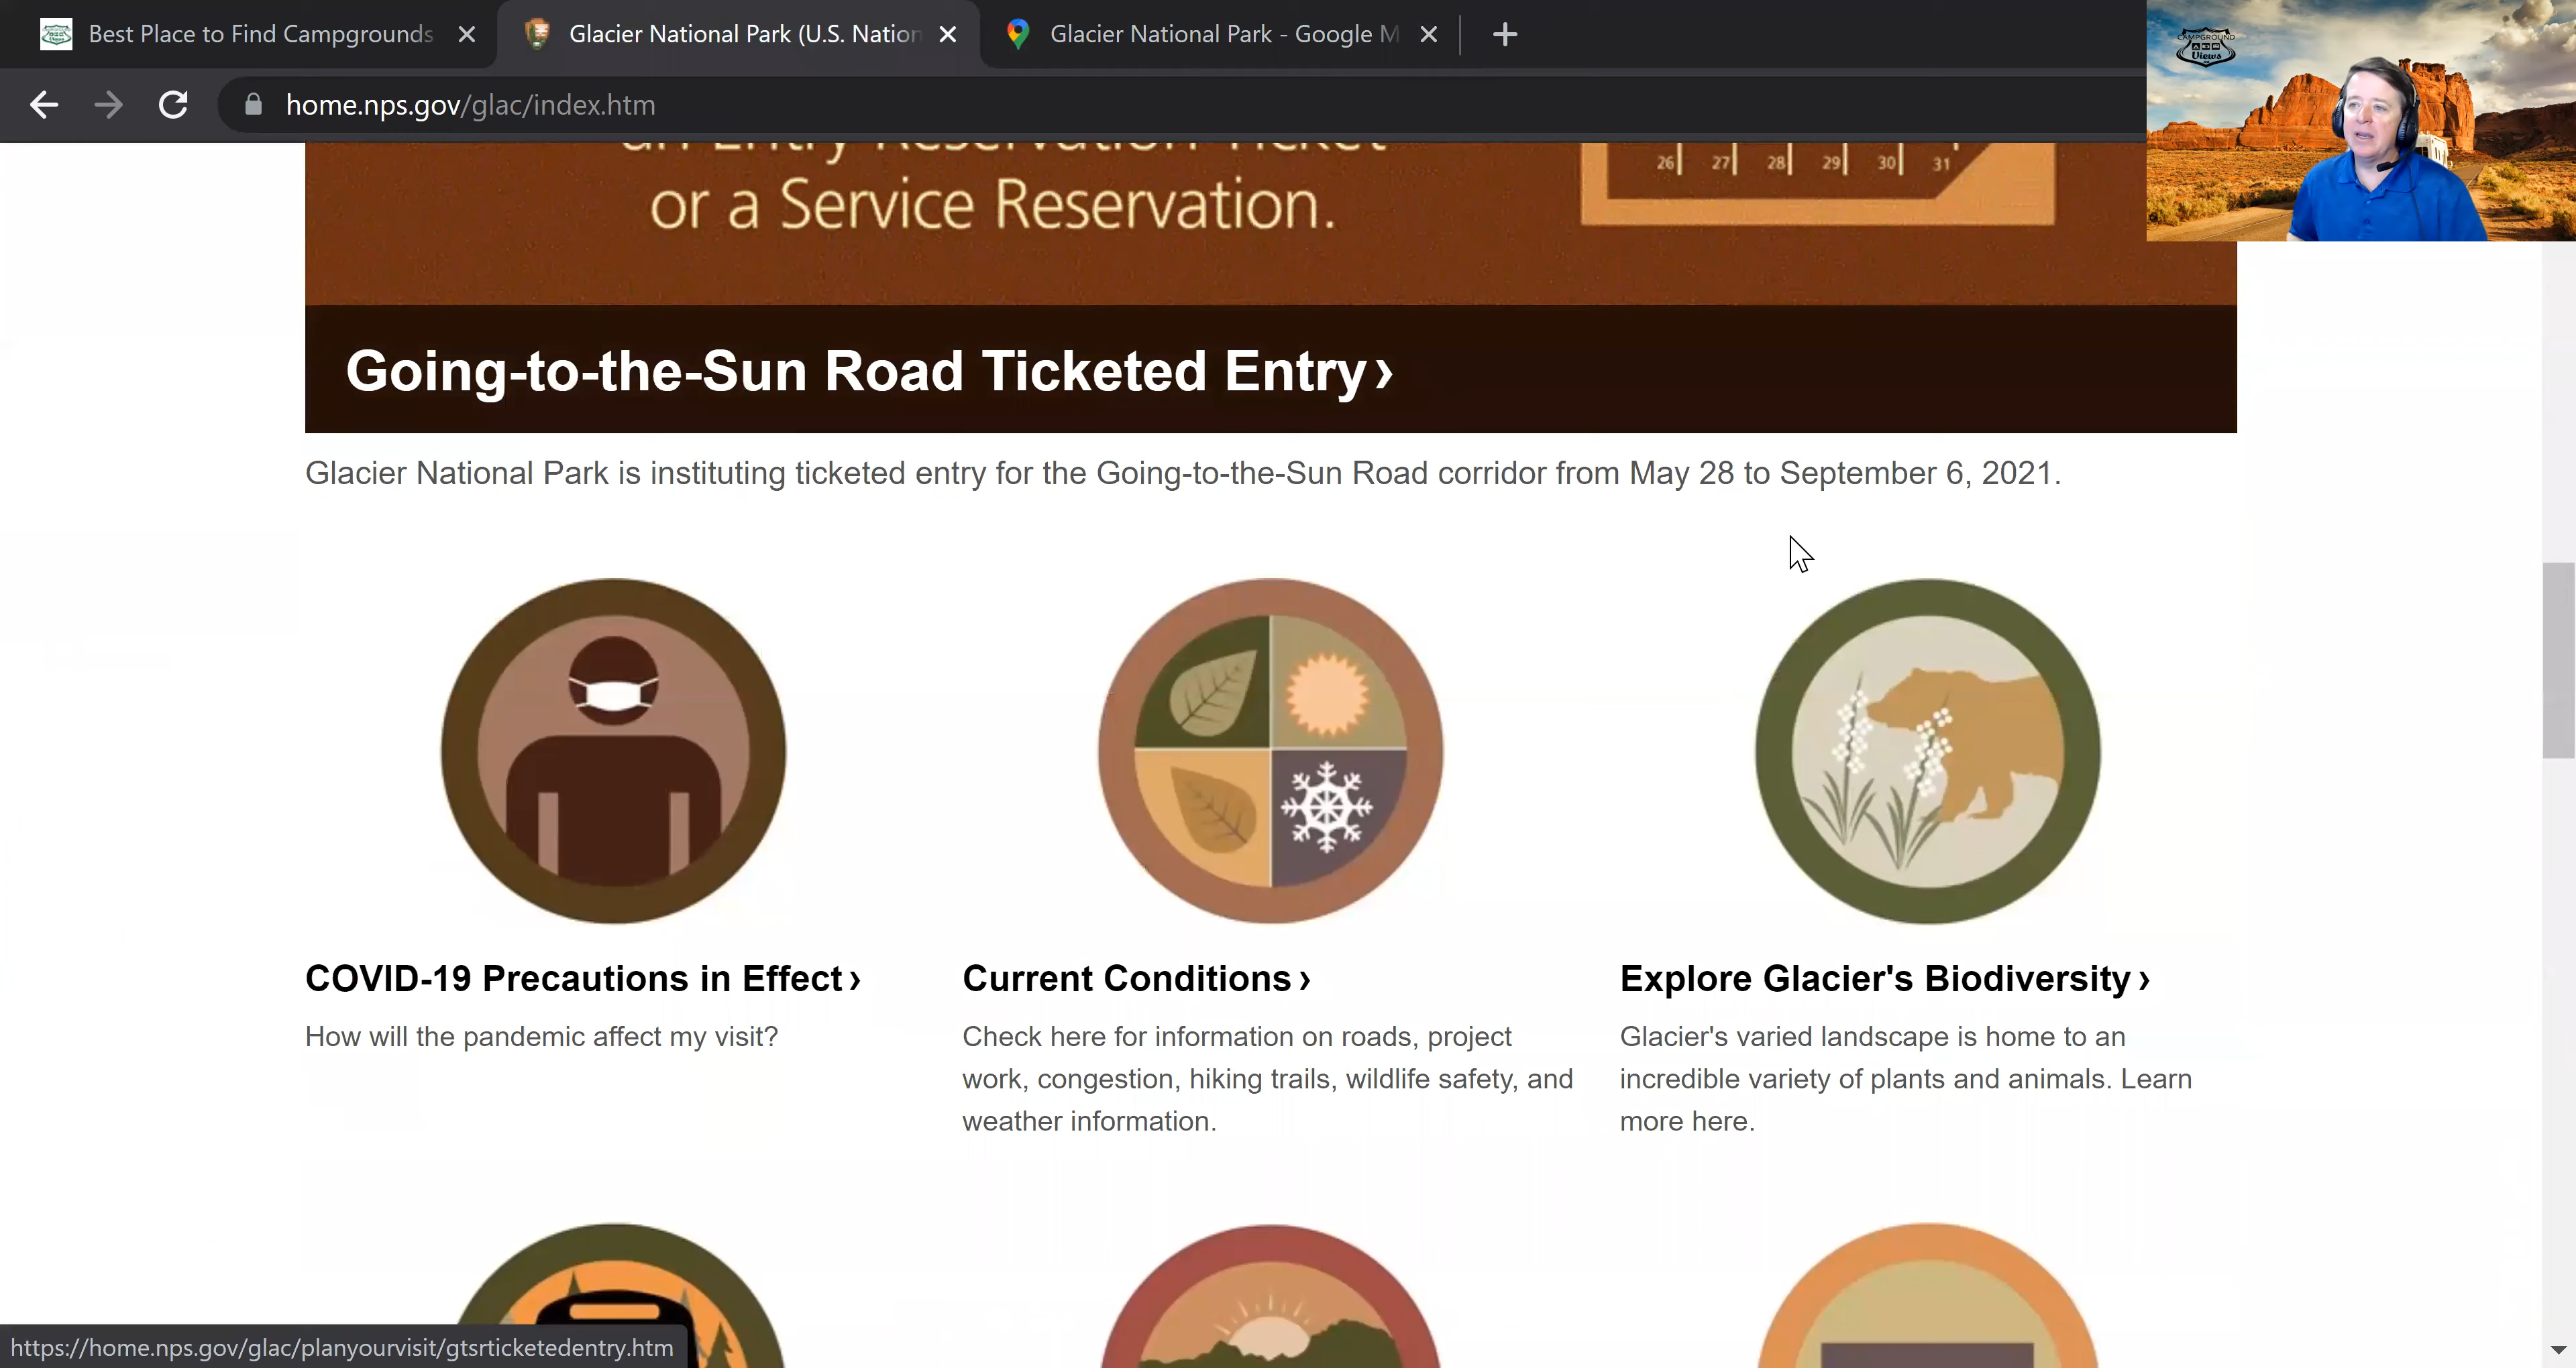 Best Place to Find Campgrounds
Glacier National Park (U.S. Nation
Glacier National Park - Google M
home.nps.gov/glac/index.htm
CAMPGROUND
Views
an Entry Reservation Ticket
or a Service Reservation.
26 27 28 29 30 31
Going-to-the-Sun Road Ticketed Entry›
Glacier National Park is instituting ticketed entry for the Going-to-the-Sun Road corridor from May 28 to September 6, 2021.
COVID-19 Precautions in Effect›
How will the pandemic affect my visit?
Current Conditions›
Check here for information on roads, project
work, congestion, hiking trails, wildlife safety, and
weather information.
Explore Glacier's Biodiversity›
Glacier's varied landscape is home to an
incredible variety of plants and animals. Learn
more here.
https://home.nps.gov/glac/planyourvisit/gtsrticketedentry.htm